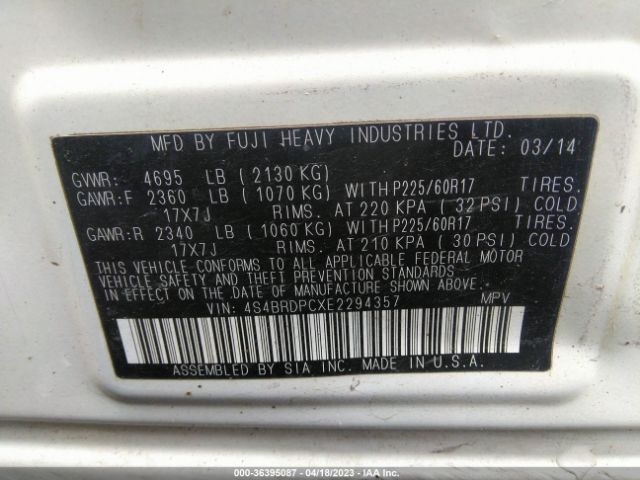 MFD BY FUJI HEAVY INDUSTRIES LTD.
DATE: 03/14
GVWR: 4695 LB (2130 KG)
GAWR:F 2360 LB (1070 KG) WITH P225/60R17 TIRES.
17X7J RIMS. AT 220 KPA (32 PSI) COLD
GAWR:R 2340 LB (1060 KG) WITH P225/60R17 TIRES.
17X7J RIMS. AT 210 KPA (30 PSI) COLD
THIS VEHICLE CONFORMS TO ALL APPLICABLE FEDERAL MOTOR
VEHICLE SAFETY AND THEFT PREVENTION STANDARDS
IN EFFECT ON THE DATE OF MANUFACTURE SHOWN ABOVE.
VIN: 4S4BRDPCXE2294357 MPV
ASSEMBLED BY SIA INC. MADE IN U.S.A.
000-36395087 - 04/18/2023 - IAA Inc.